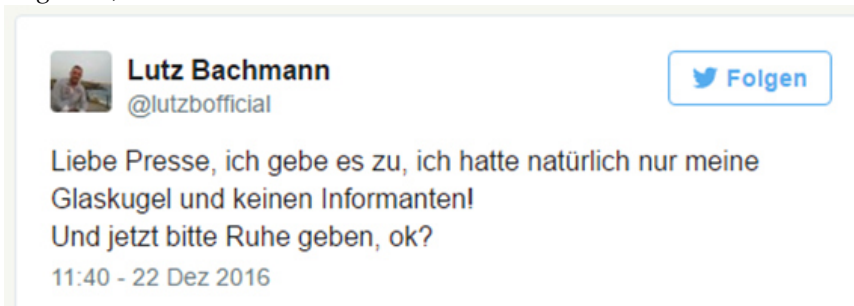 Lutz Bachmann
@lutzbofficial
Folgen
Liebe Presse, ich gebe es zu, ich hatte natürlich nur meine
Glaskugel und keinen Informanten!
Und jetzt bitte Ruhe geben, ok?
11:40 - 22 Dez 2016